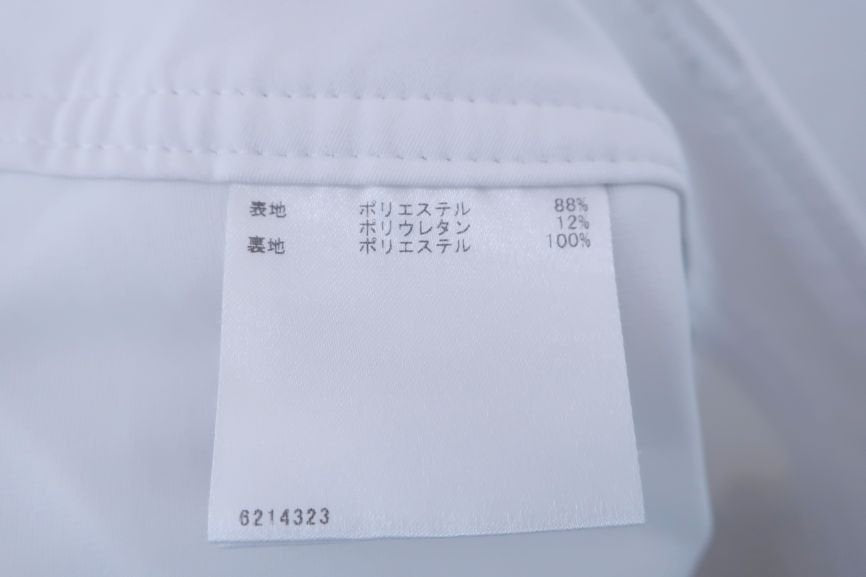 表地 ポリエステル 88%
ポリウレタン 12%
裏地 ポリエステル 100%
6214323